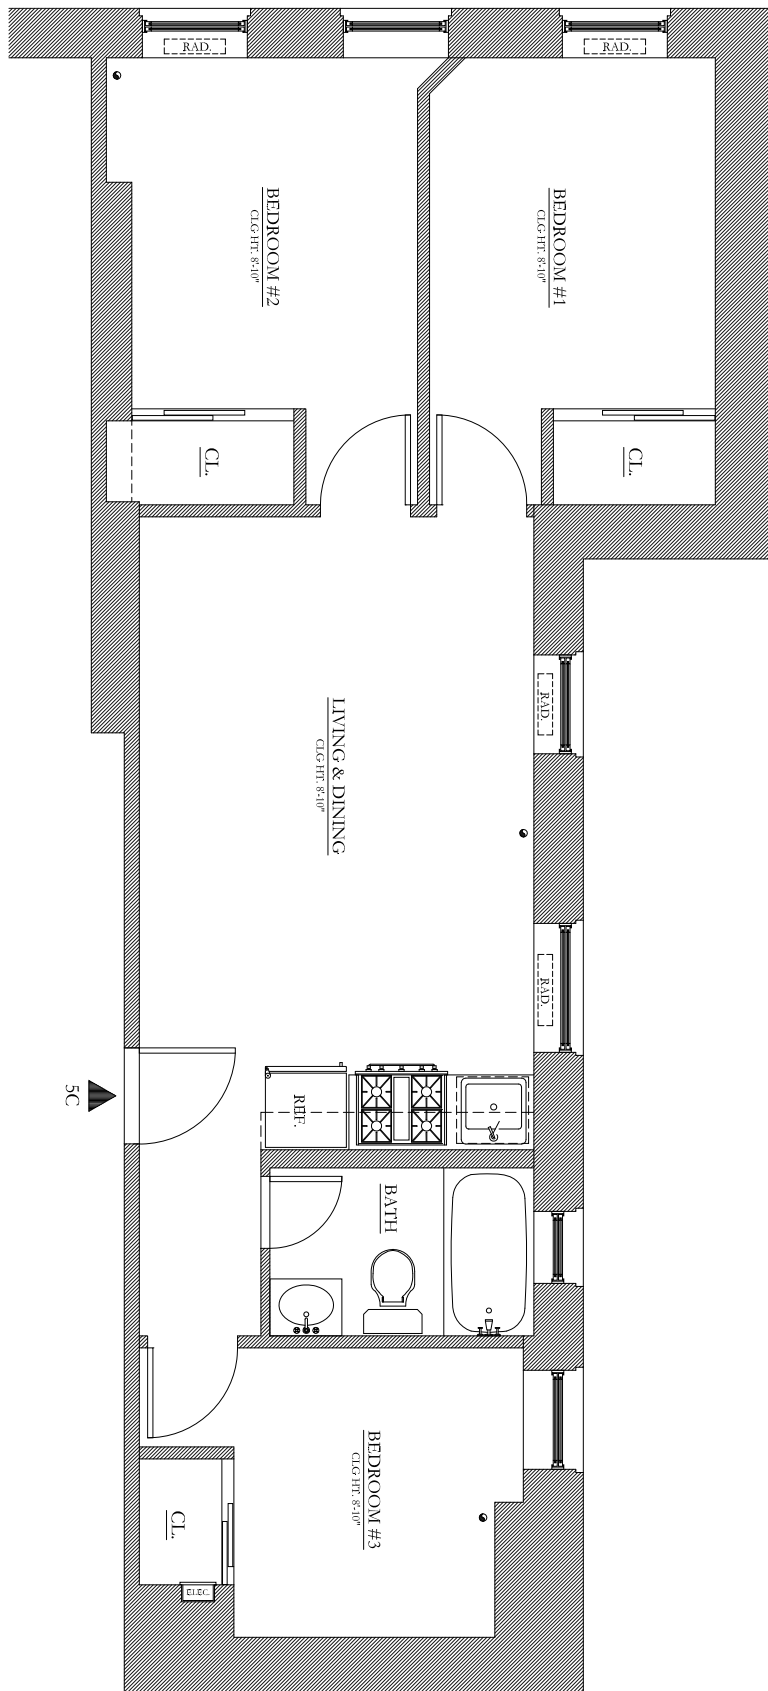 RAD.
RAD.
BEDROOM #2
CLG HT. 8'-10"
BEDROOM #1
CLG HT. 8'-10"
CL.
CL.
RAD.
LIVING & DINING
CLG HT. 8'-10"
RAD.
5C
REF.
BATH
BEDROOM #3
CLG HT. 8'-10"
CL.
ELEC.